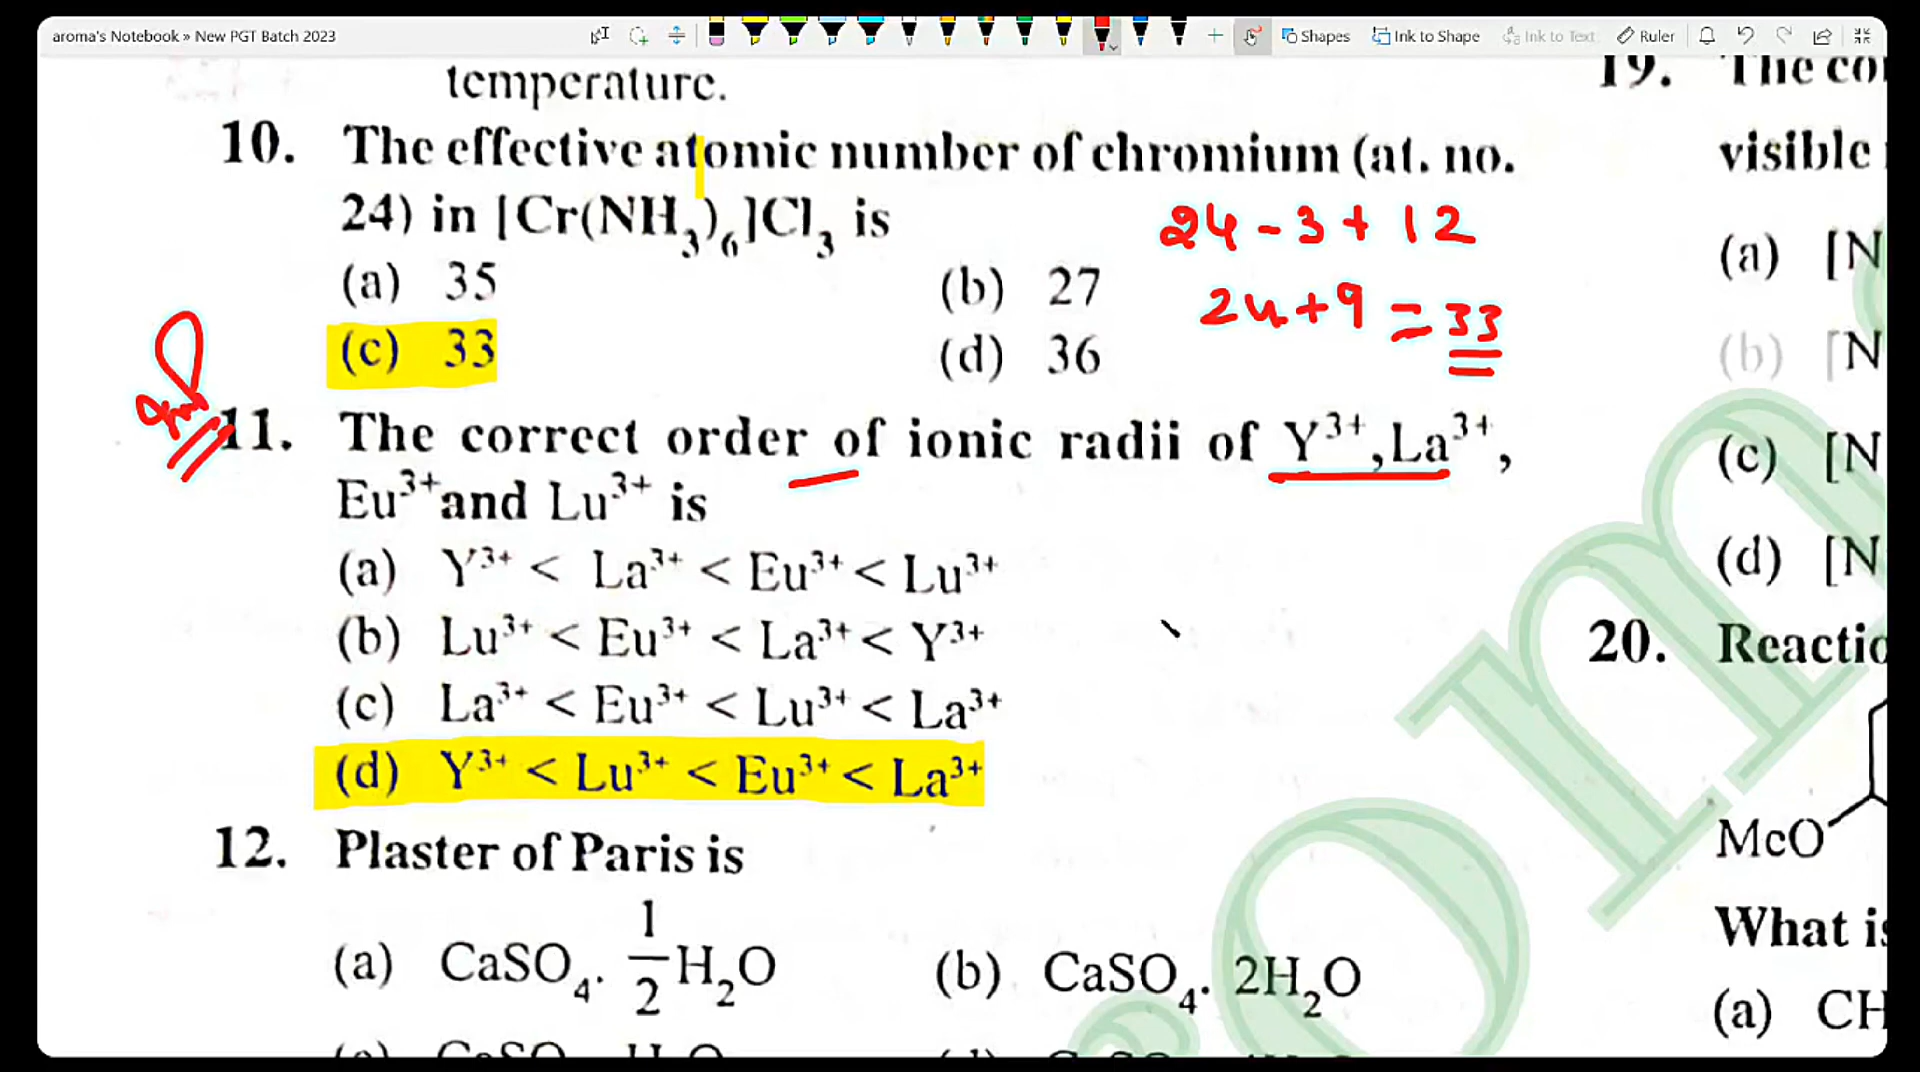 aroma's Notebook » New PGT Batch 2023
Shapes Ink to Shape Ink to Text Ruler
temperature.
10. The effective atomic number of chromium (at. no.
24) in [Cr(NH₃)₆]Cl₃ is
24 - 3 + 12
(a) 35 (b) 27
24 + 9 = 33
(c) 33 (d) 36
11. The correct order of ionic radii of Y³⁺, La³⁺,
Eu³⁺ and Lu³⁺ is
(a) Y³⁺ < La³⁺ < Eu³⁺ < Lu³⁺
(b) Lu³⁺ < Eu³⁺ < La³⁺ < Y³⁺
(c) La³⁺ < Eu³⁺ < Lu³⁺ < La³⁺
(d) Y³⁺ < Lu³⁺ < Eu³⁺ < La³⁺
12. Plaster of Paris is
(a) CaSO₄. 1/2 H₂O (b) CaSO₄. 2H₂O
19. The co
visible
(a) [N
(b) [N
(c) [N
(d) [N
20. Reactio
MeO
What is
(a) CH
om